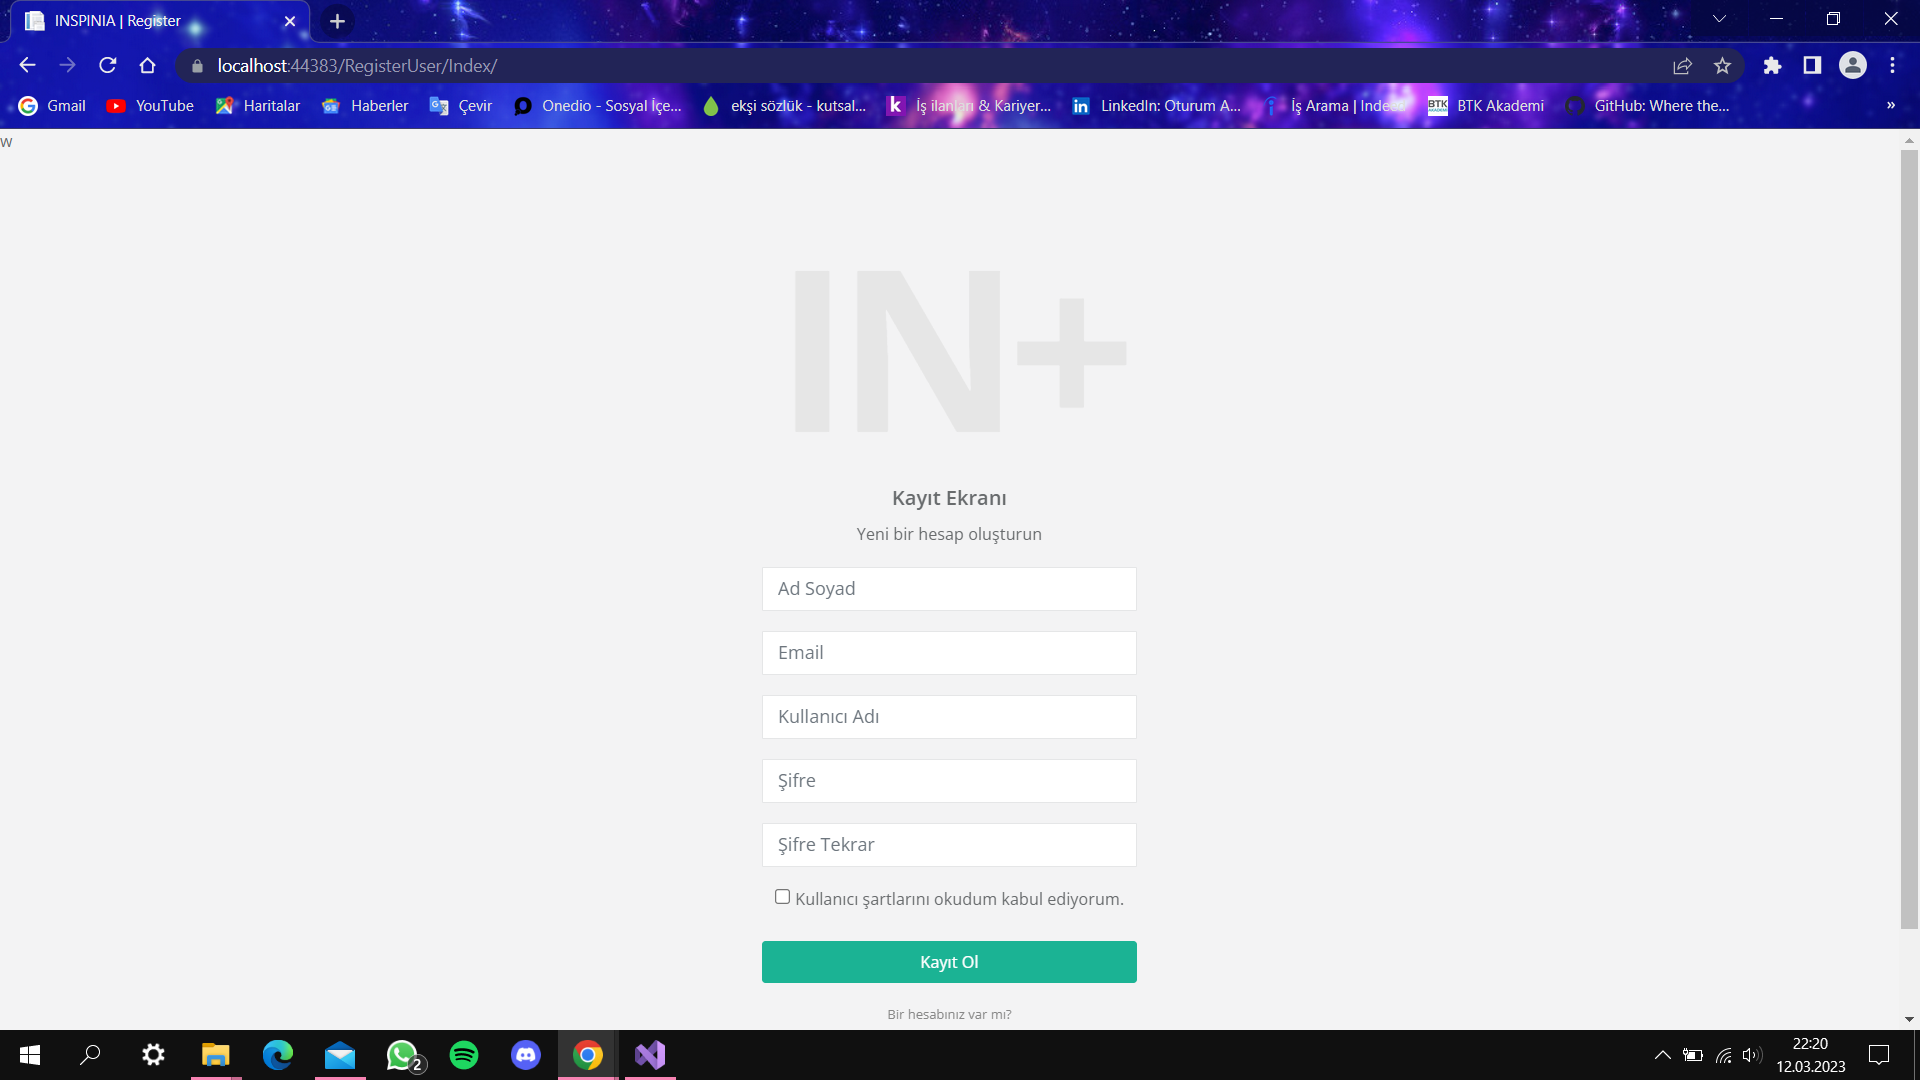 INSPINIA | Register
localhost:44383/RegisterUser/Index/
Gmail
YouTube
Haritalar
Haberler
Çevir
Onedio - Sosyal İçe...
ekşi sözlük - kutsal...
İş ilanları & Kariyer...
LinkedIn: Oturum A...
İş Arama | Indeed
BTK Akademi
GitHub: Where the...
»
w
IN+
Kayıt Ekranı
Yeni bir hesap oluşturun
Ad Soyad
Email
Kullanıcı Adı
Şifre
Şifre Tekrar
Kullanıcı şartlarını okudum kabul ediyorum.
Kayıt Ol
Bir hesabınız var mı?
2
22:20
12.03.2023